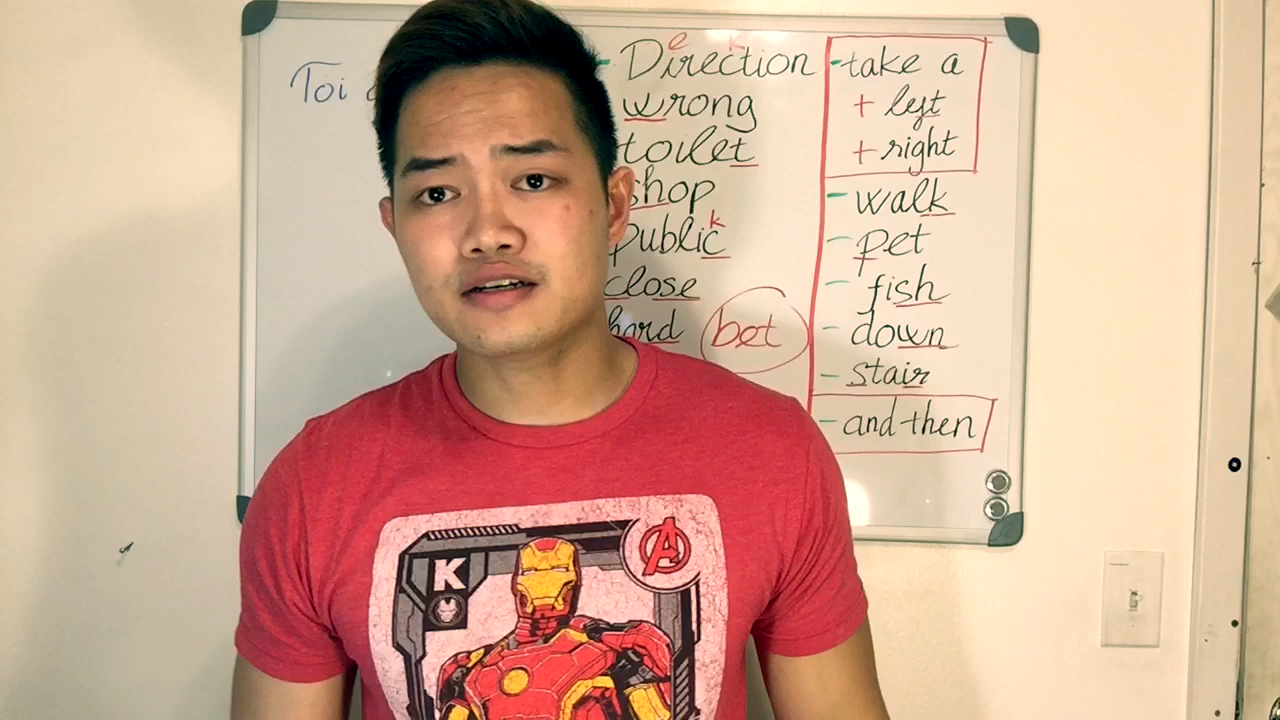 Toi
- Direction
e k
wrong
toilet
shop
public
k
close
hard
bet
- take a
+ left
+ right
- walk
- pet
- fish
- down
- stair
- and then
K
A